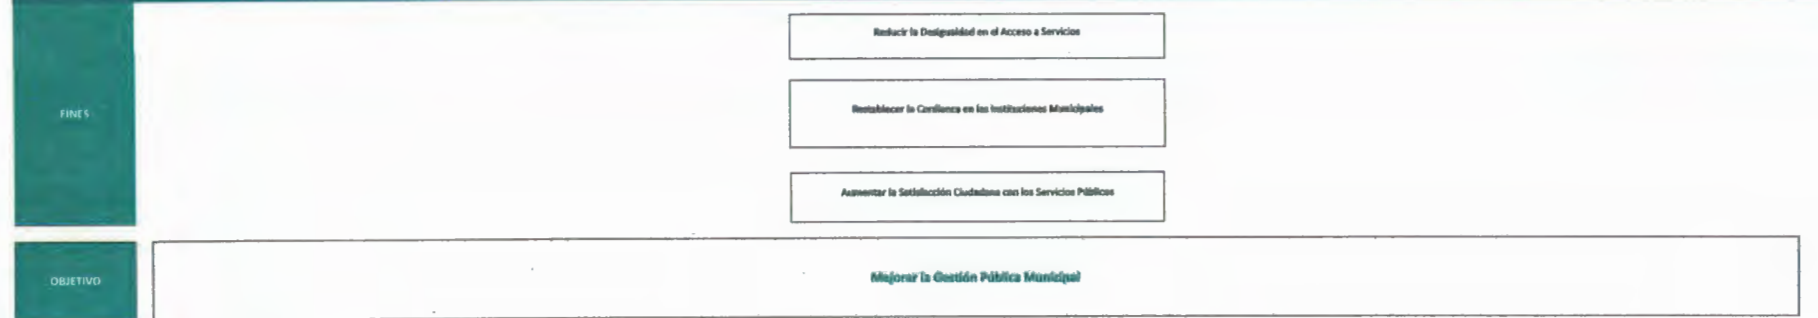 Reducir la Desigualdad en el Acceso a Servicios
FINES
Restablecer la Confianza en las Instituciones Municipales
Aumentar la Satisfacción Ciudadana con los Servicios Públicos
OBJETIVO
Mejorar la Gestión Pública Municipal